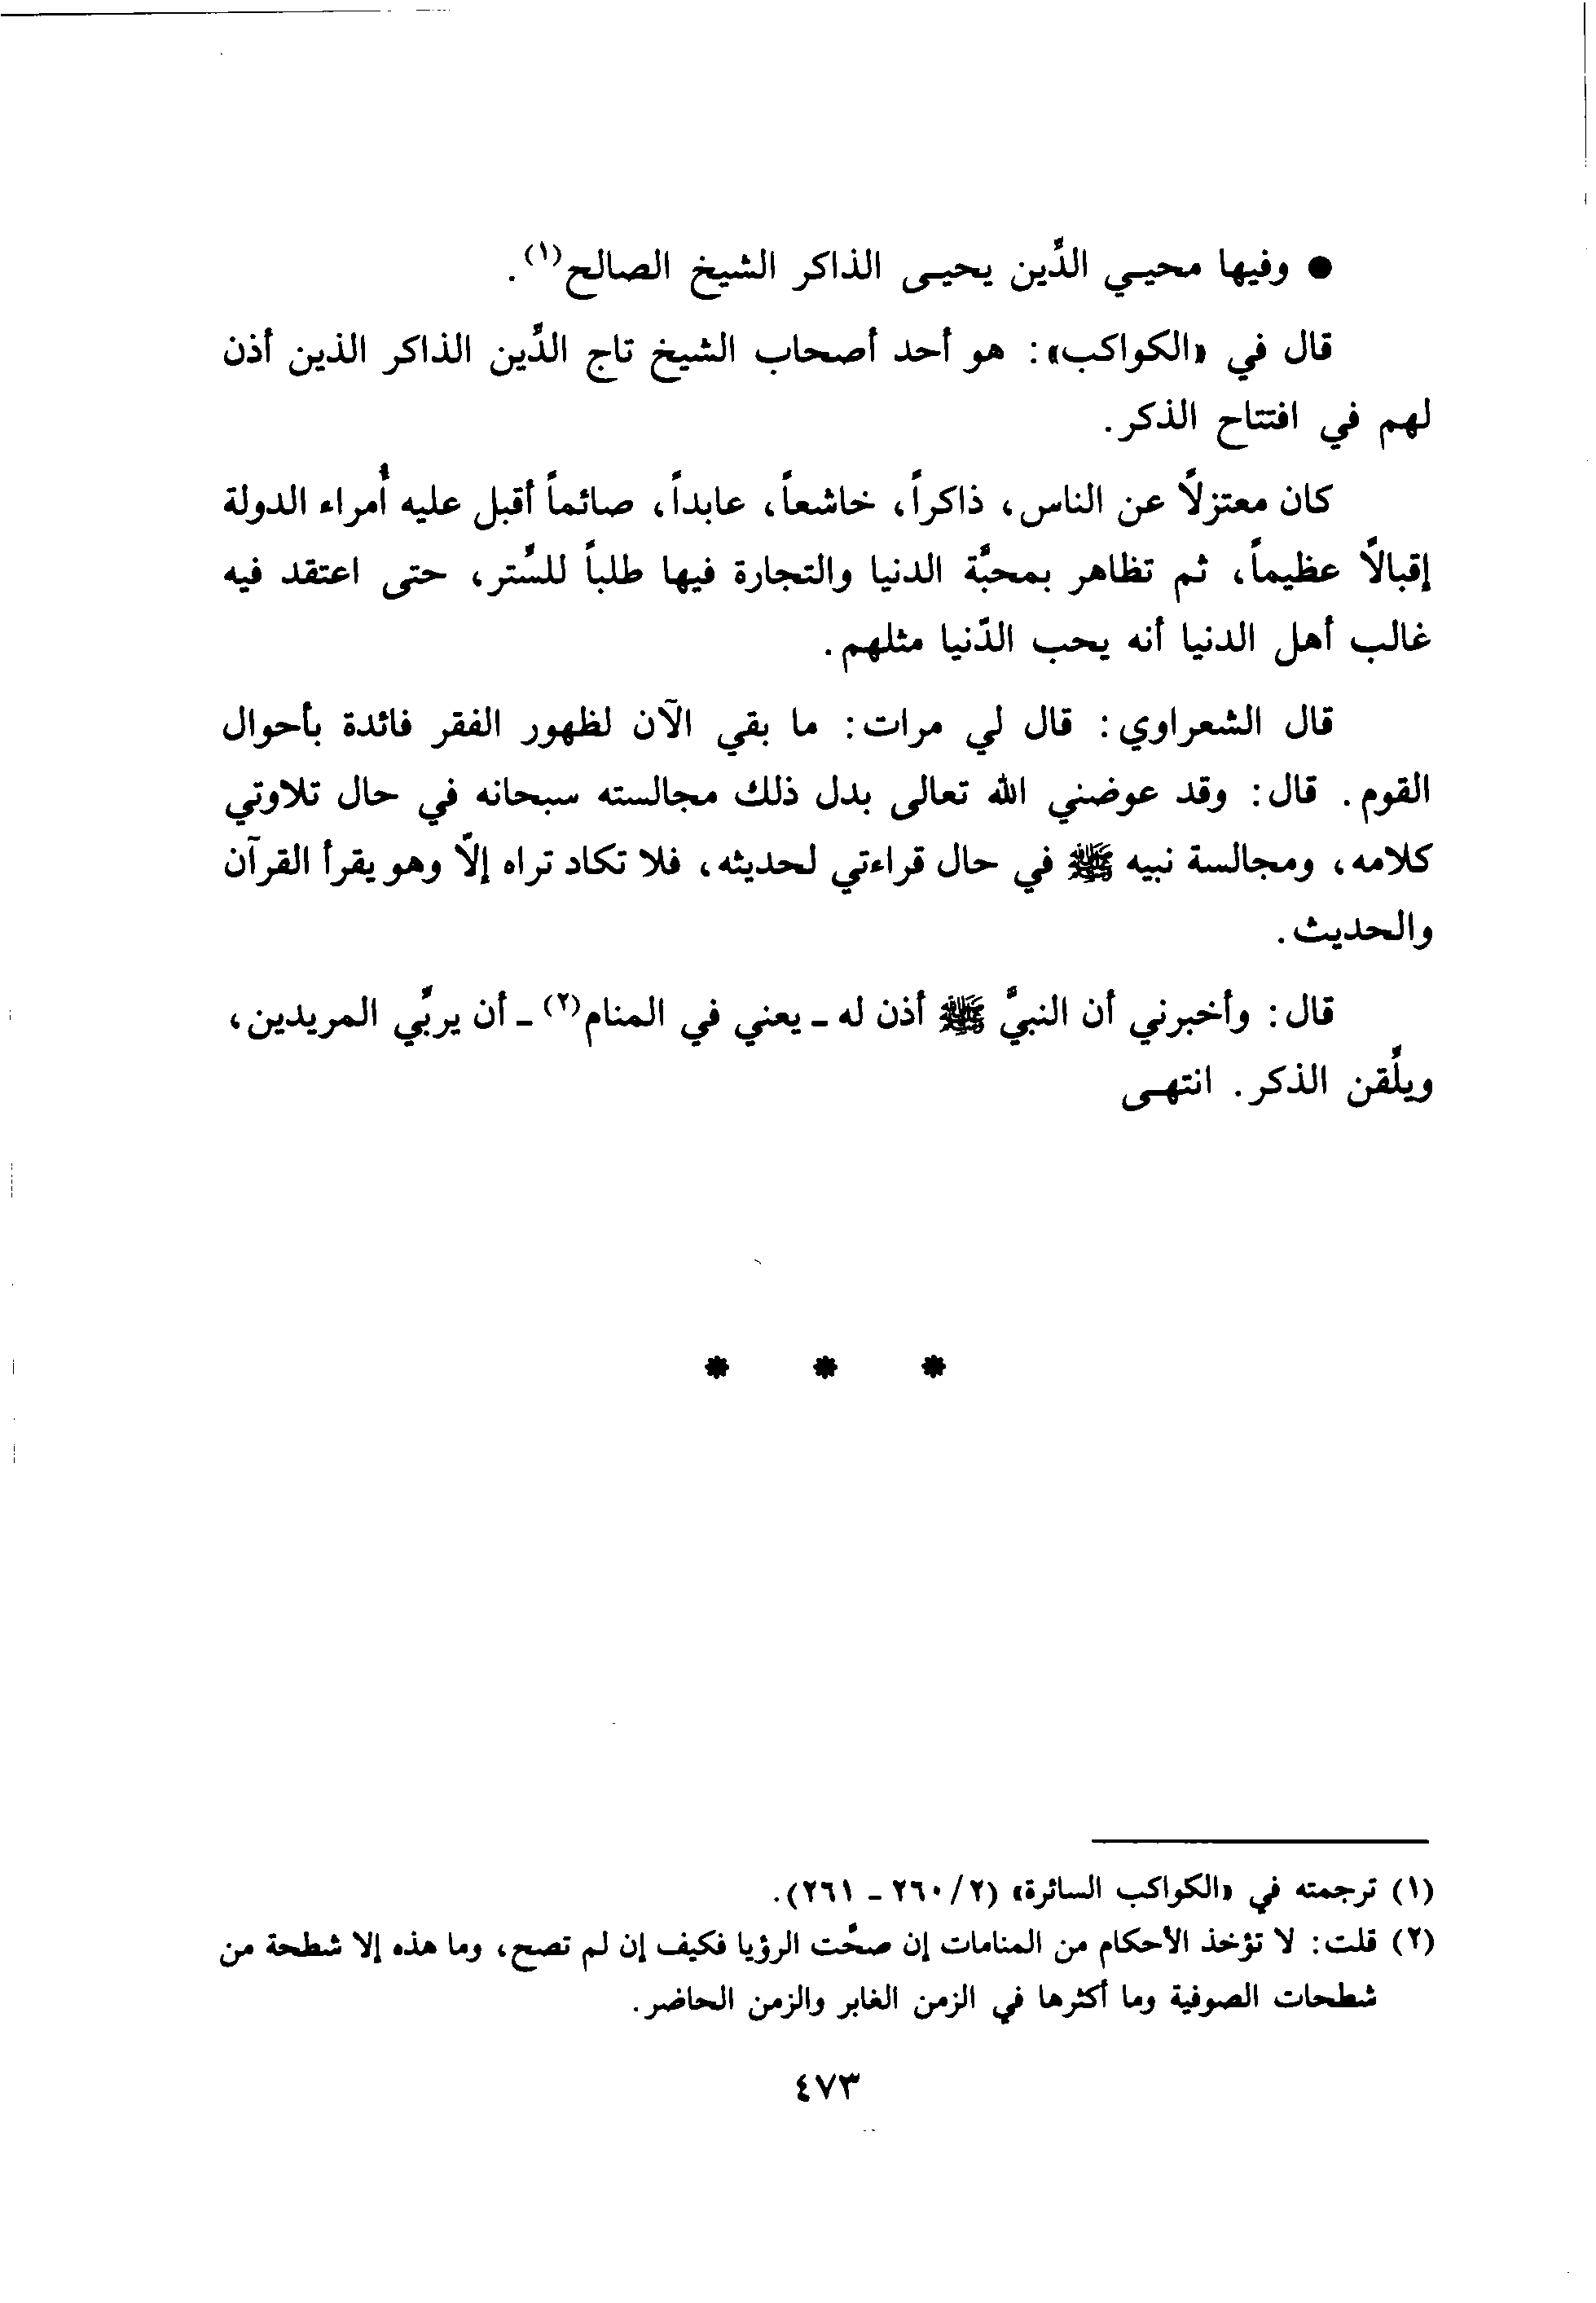 ● وفيها محيـي الدِّين يحيـى الذاكر الشيخ الصالح(١).
قال في «الكواكب»: هو أحد أصحاب الشيخ تاج الدِّين الذاكر الذين أذن
لهم في افتتاح الذكر.
كان معتزلاً عن الناس، ذاكراً، خاشعاً، عابداً، صائماً أقبل عليه أُمراء الدولة
إقبالاً عظيماً، ثم تظاهر بمحبَّة الدنيا والتجارة فيها طلباً للسُّتر، حتى اعتقد فيه
غالب أهل الدنيا أنه يحب الدّنيا مثلهم.
قال الشعراوي: قال لي مرات: ما بقي الآن لظهور الفقر فائدة بأحوال
القوم. قال: وقد عوضني الله تعالى بدل ذلك مجالسته سبحانه في حال تلاوتي
كلامه، ومجالسة نبيه ﷺ في حال قراءتي لحديثه، فلا تكاد تراه إلّا وهو يقرأ القرآن
والحديث.
قال: وأخبرني أن النبيَّ ﷺ أذن له ـ يعني في المنام(٢) ـ أن يربِّي المريدين،
ويلَّقن الذكر. انتهـى
* * *
(١) ترجمته في «الكواكب السائرة» (٢/٢٦٠ ـ ٢٦١).
(٢) قلت: لا تؤخذ الأحكام من المنامات إن صحَّت الرؤيا فكيف إن لم تصح، وما هذه إلا شطحة من
شطحات الصوفية وما أكثرها في الزمن الغابر والزمن الحاضر.
٤٧٣